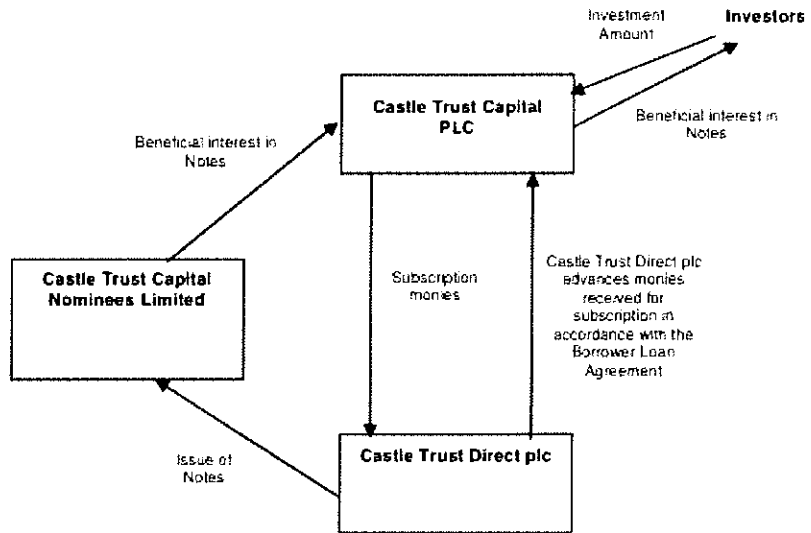 Investment
Amount
Investors
Castle Trust Capital
PLC
Beneficial interest in
Notes
Beneficial interest in
Notes
Castle Trust Capital
Nominees Limited
Subscription
monies
Castle Trust Direct plc
advances monies
received for
subscription in
accordance with the
Borrower Loan
Agreement
Issue of
Notes
Castle Trust Direct plc